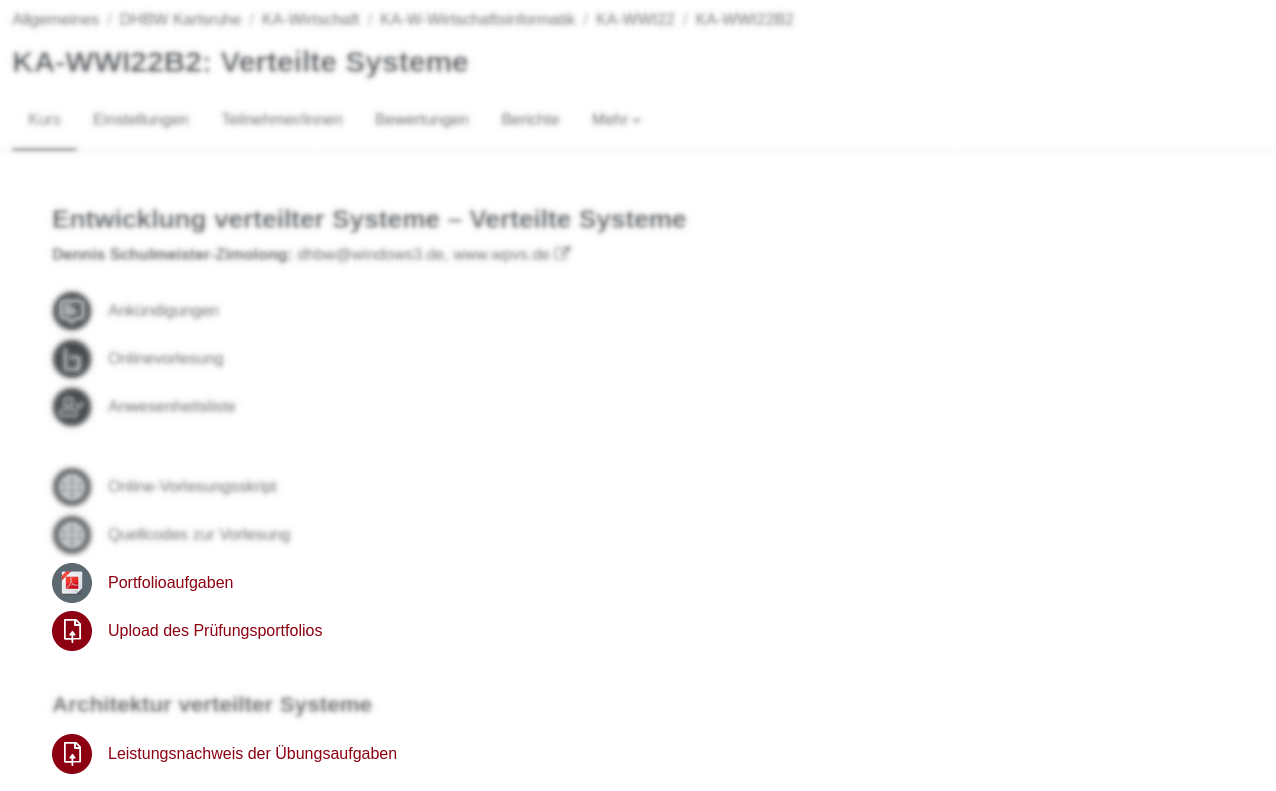 Allgemeines / DHBW Karlsruhe / KA-Wirtschaft / KA-W-Wirtschaftsinformatik / KA-WWI22 / KA-WWI22B2
KA-WWI22B2: Verteilte Systeme
Kurs Einstellungen Teilnehmer/innen Bewertungen Berichte Mehr
Entwicklung verteilter Systeme – Verteilte Systeme
Dennis Schulmeister-Zimolong: dhbw@windows3.de, www.wpvs.de
Ankündigungen
Onlinevorlesung
Anwesenheitsliste
Online-Vorlesungsskript
Quellcodes zur Vorlesung
Portfolioaufgaben
Upload des Prüfungsportfolios
Architektur verteilter Systeme
Leistungsnachweis der Übungsaufgaben